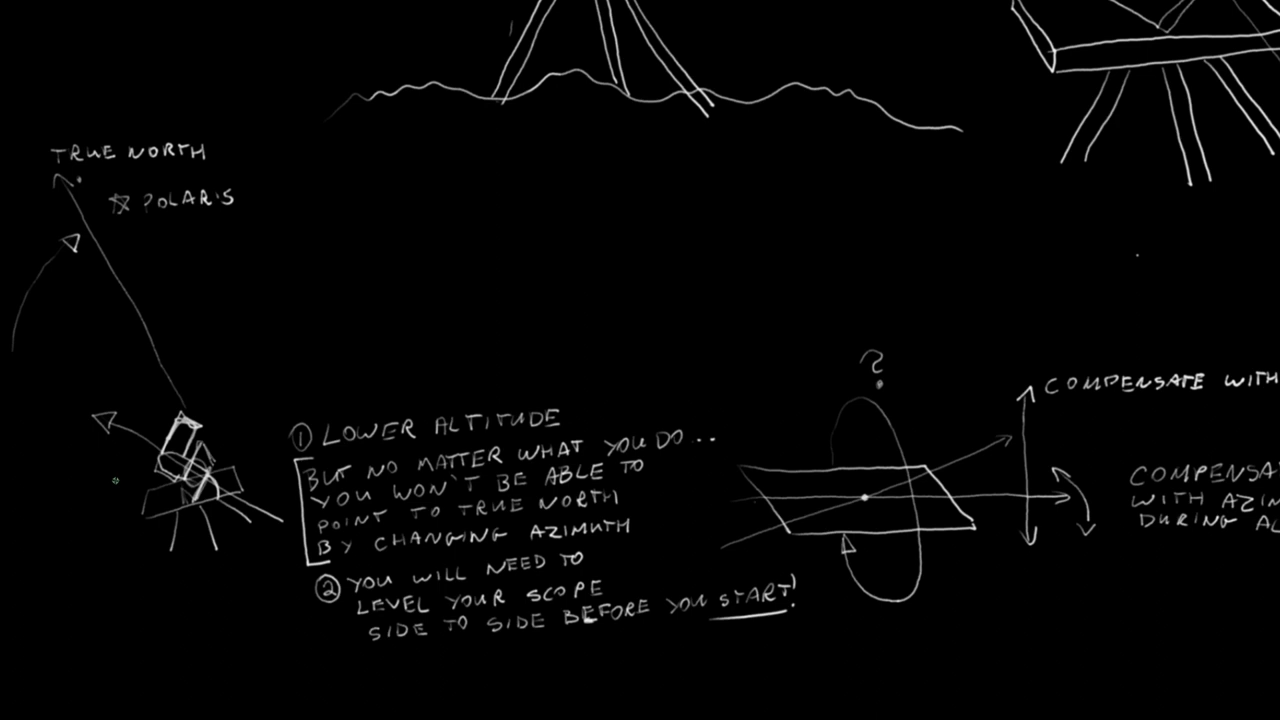 TRUE NORTH
POLARIS
?
① LOWER ALTITUDE
BUT NO MATTER WHAT YOU DO...
YOU WON'T BE ABLE TO
POINT TO TRUE NORTH
BY CHANGING AZIMUTH
② YOU WILL NEED TO
LEVEL YOUR SCOPE
SIDE TO SIDE BEFORE YOU START!
COMPENSATE WITH
COMPENSA
WITH AZIM
DURING AL